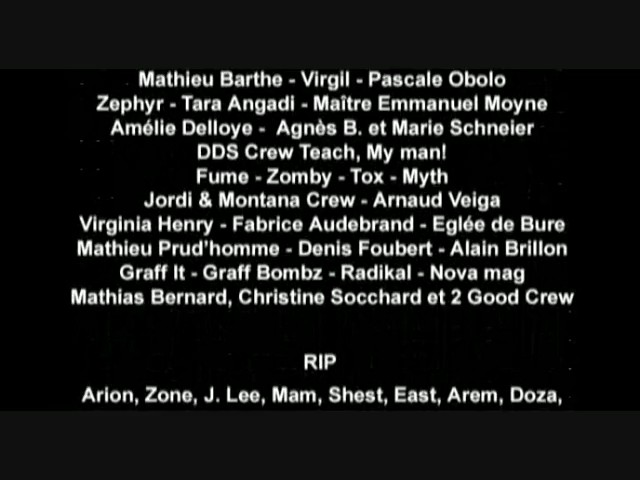 Mathieu Barthe - Virgil - Pascale Obolo
Zephyr - Tara Angadi - Maître Emmanuel Moyne
Amélie Delloye - Agnès B. et Marie Schneier
DDS Crew Teach, My man!
Fume - Zomby - Tox - Myth
Jordi & Montana Crew - Arnaud Veiga
Virginia Henry - Fabrice Audebrand - Eglée de Bure
Mathieu Prud'homme - Denis Foubert - Alain Brillon
Graff It - Graff Bombz - Radikal - Nova mag
Mathias Bernard, Christine Socchard et 2 Good Crew
RIP
Arion, Zone, J. Lee, Mam, Shest, East, Arem, Doza,